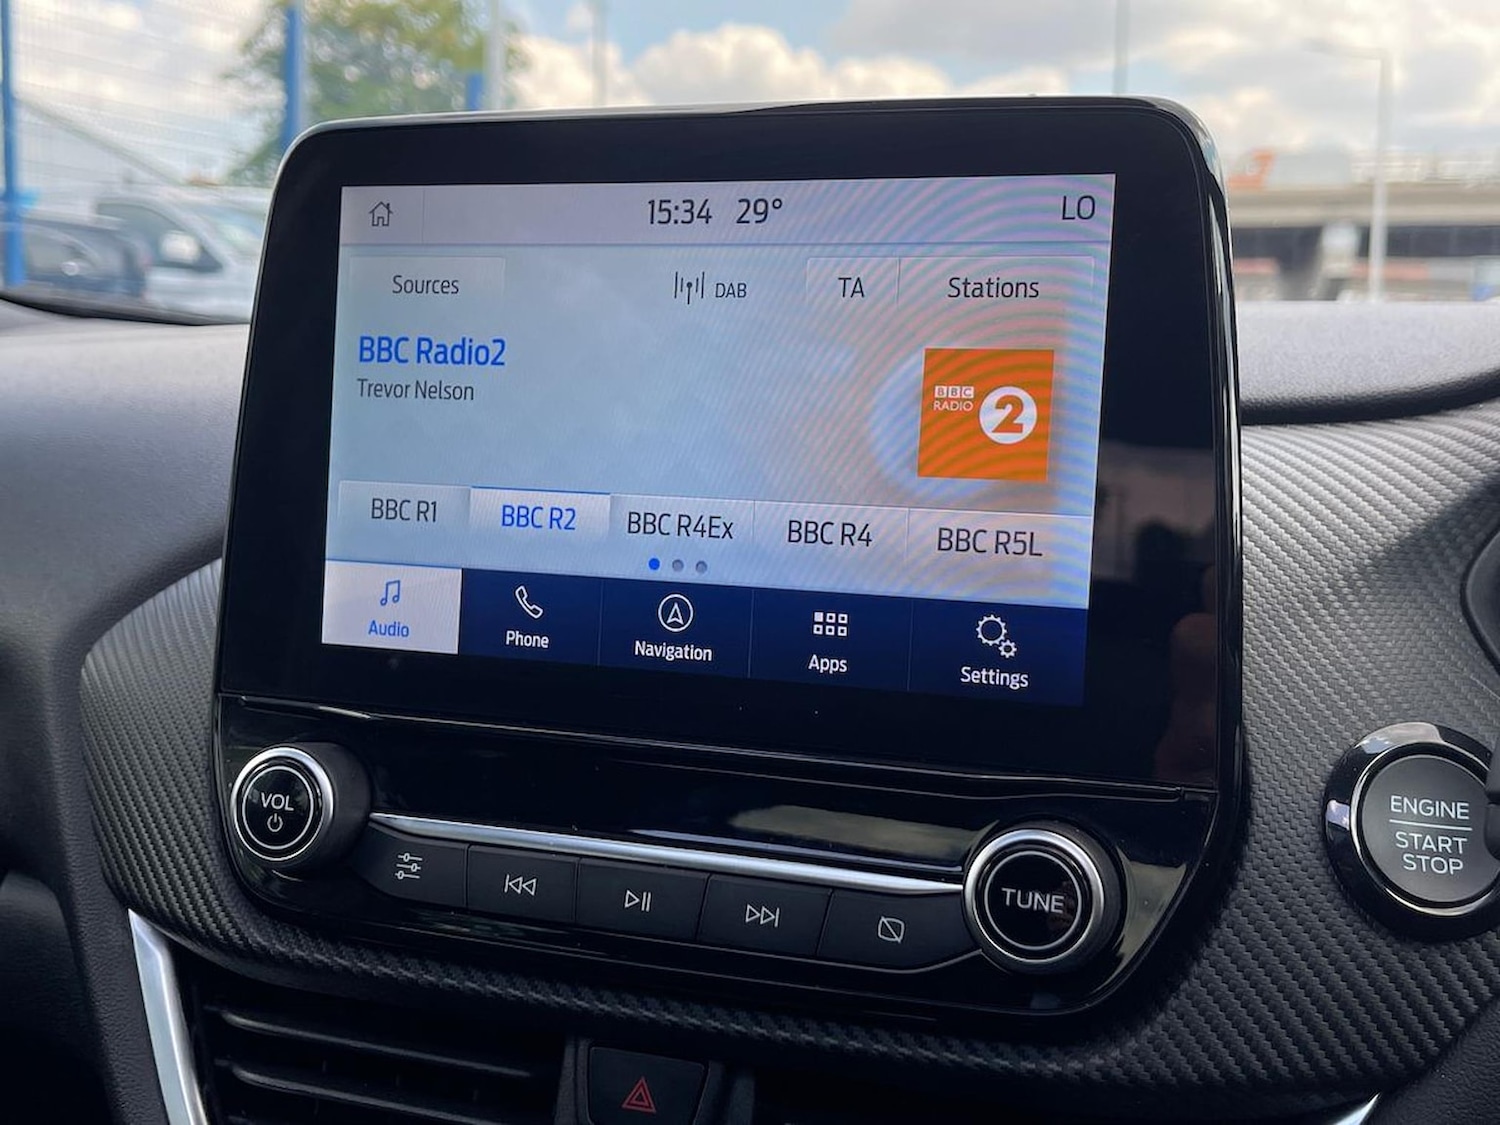 15:34 29° LO
Sources DAB TA Stations
BBC Radio2
Trevor Nelson
BBC RADIO 2
BBC R1 BBC R2 BBC R4Ex BBC R4 BBC R5L
Audio Phone Navigation Apps Settings
VOL
TUNE
ENGINE
START
STOP